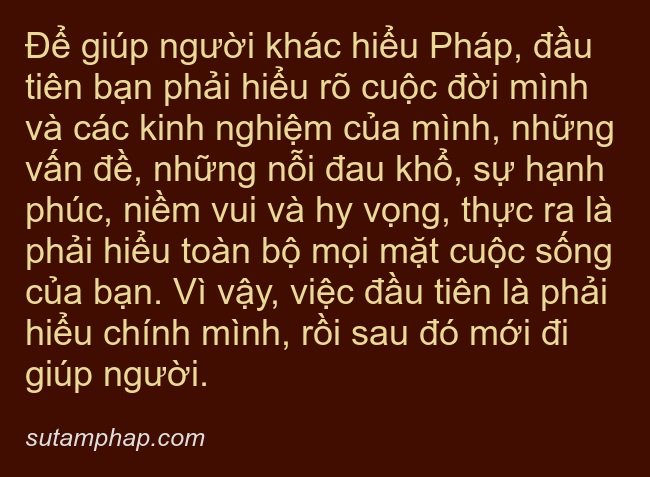 Để giúp người khác hiểu Pháp, đầu
tiên bạn phải hiểu rõ cuộc đời mình
và các kinh nghiệm của mình, những
vấn đề, những nỗi đau khổ, sự hạnh
phúc, niềm vui và hy vọng, thực ra là
phải hiểu toàn bộ mọi mặt cuộc sống
của bạn. Vì vậy, việc đầu tiên là phải
hiểu chính mình, rồi sau đó mới đi
giúp người.
sutamphap.com